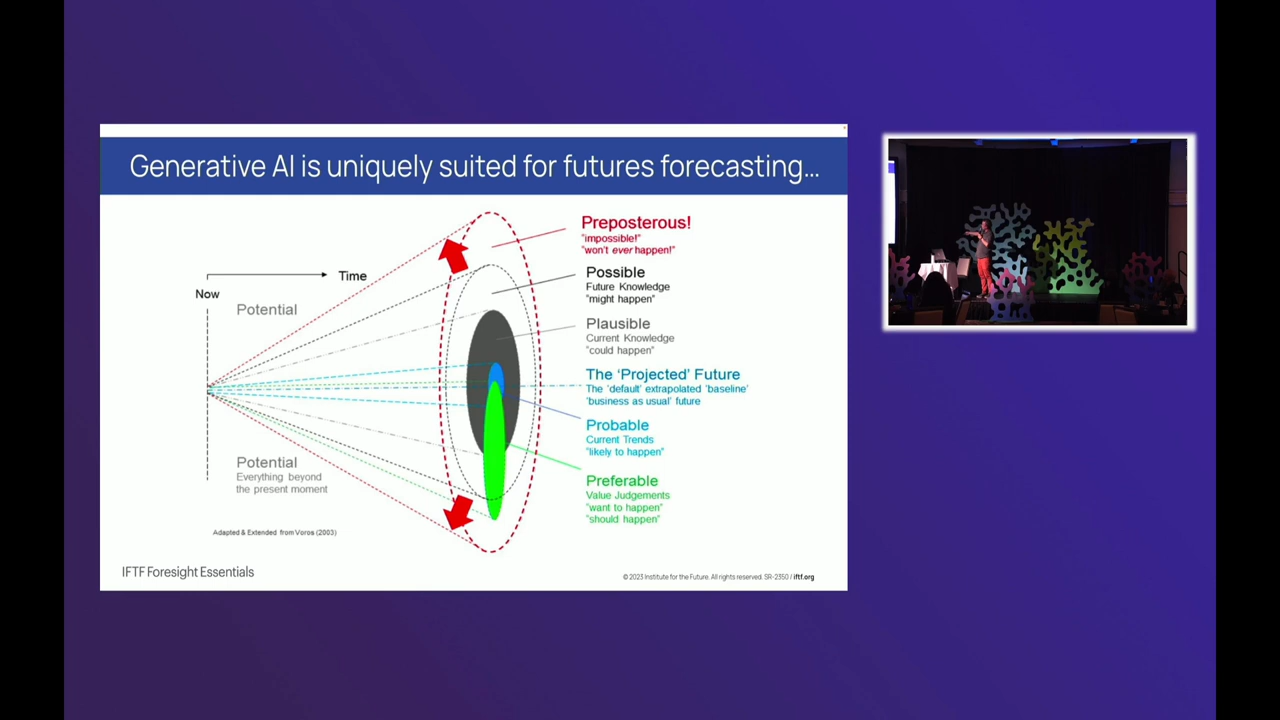 Generative AI is uniquely suited for futures forecasting...
Preposterous!
"impossible!"
"won't ever happen!"
Possible
Future Knowledge
"might happen"
Plausible
Current Knowledge
"could happen"
The 'Projected' Future
The 'default' extrapolated 'baseline'
'business as usual' future
Probable
Current Trends
"likely to happen"
Preferable
Value Judgements
"want to happen"
"should happen"
Time
Now
Potential
Potential
Everything beyond
the present moment
Adapted & Extended from Voros (2003)
IFTF Foresight Essentials
© 2023 Institute for the Future. All rights reserved. SR-2350 / iftf.org